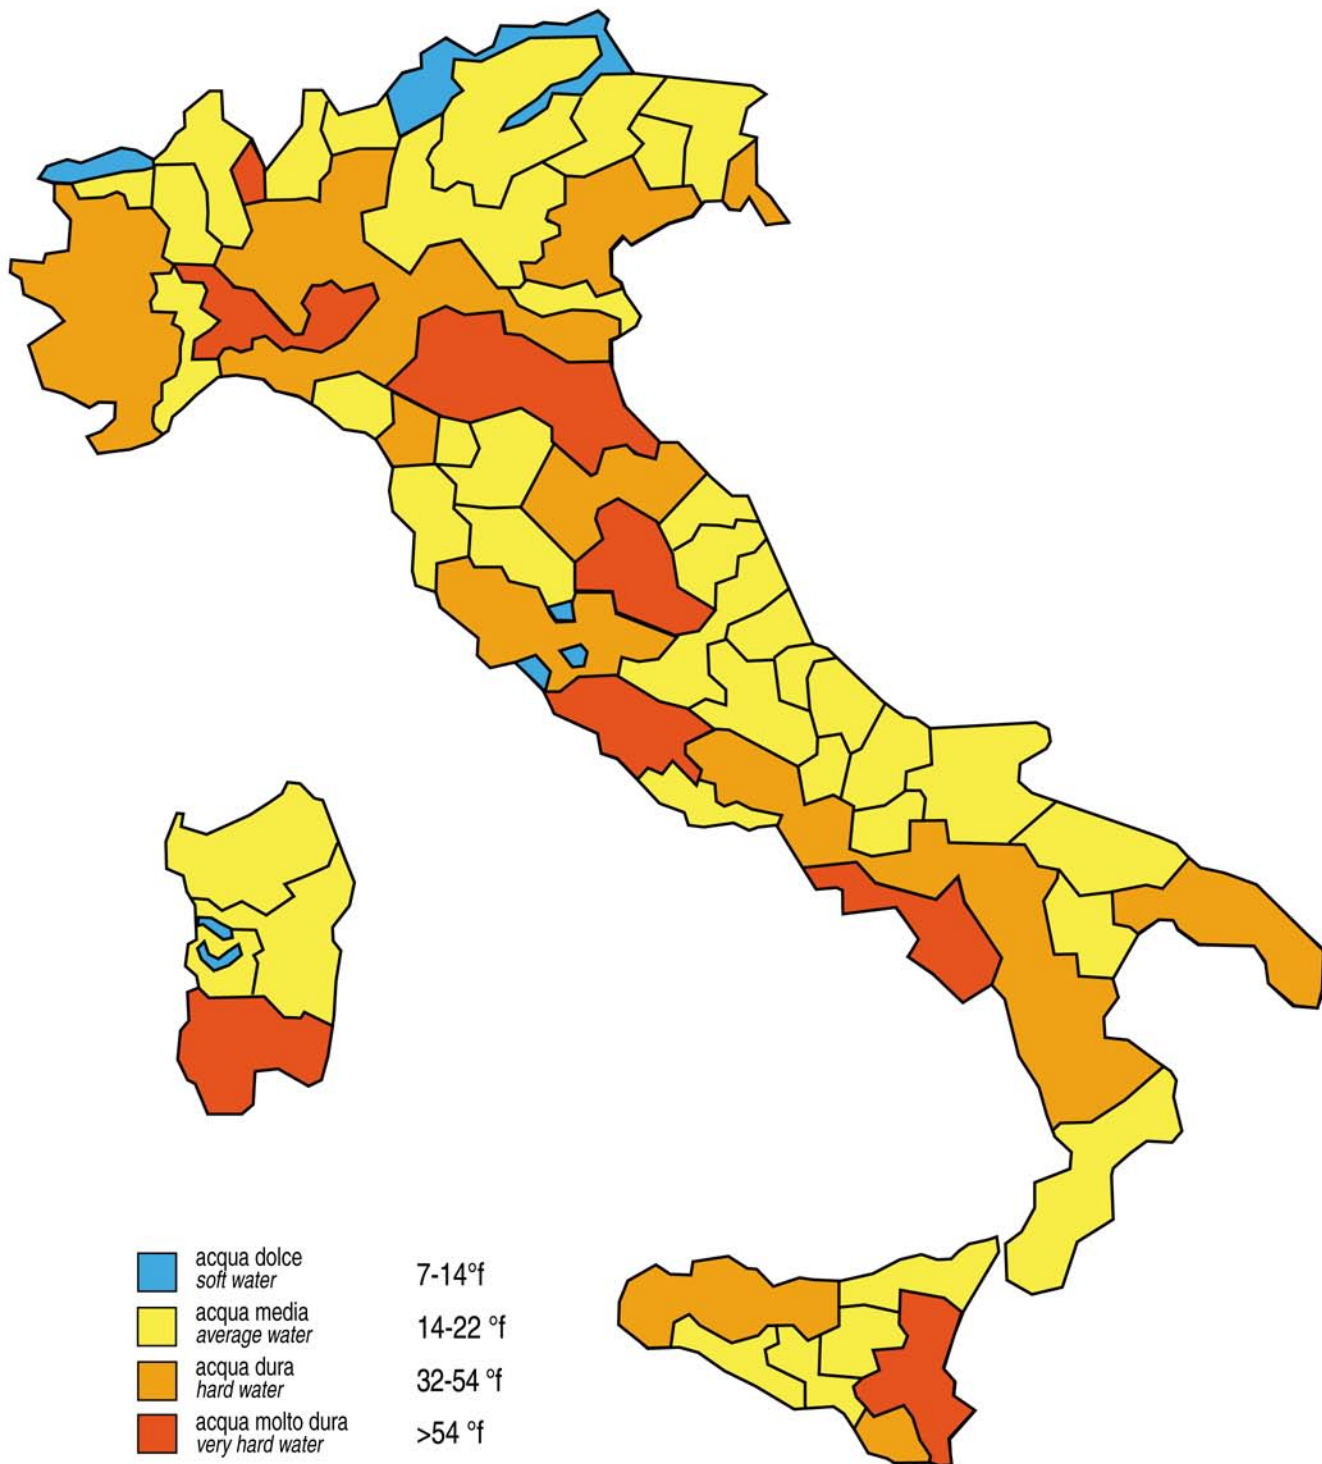 acqua dolce
soft water
7-14°f
acqua media
average water
14-22 °f
acqua dura
hard water
32-54 °f
acqua molto dura
very hard water
>54 °f